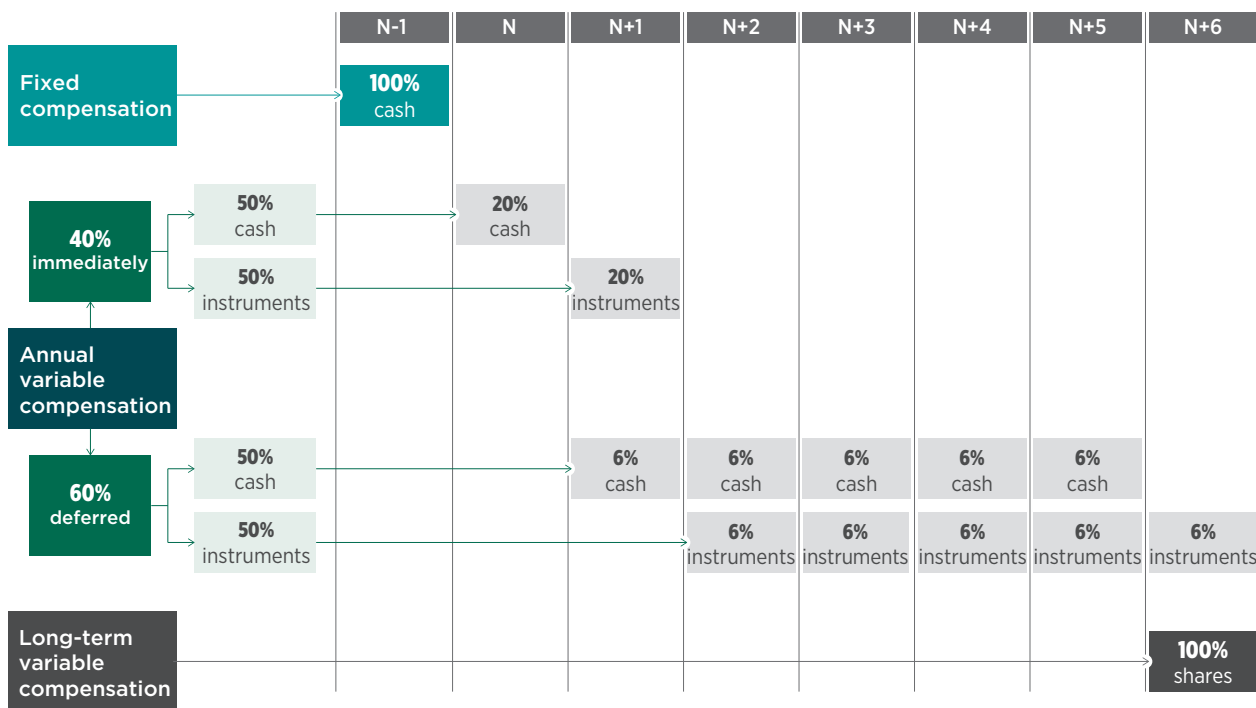 N-1 N N+1 N+2 N+3 N+4 N+5 N+6
Fixed
compensation
100%
cash
40%
immediately
50%
cash
20%
cash
50%
instruments
20%
instruments
Annual
variable
compensation
60%
deferred
50%
cash
6% 6% 6% 6% 6%
cash cash cash cash cash
50%
instruments
6% 6% 6% 6% 6%
instruments instruments instruments instruments instruments
Long-term
variable
compensation
100%
shares